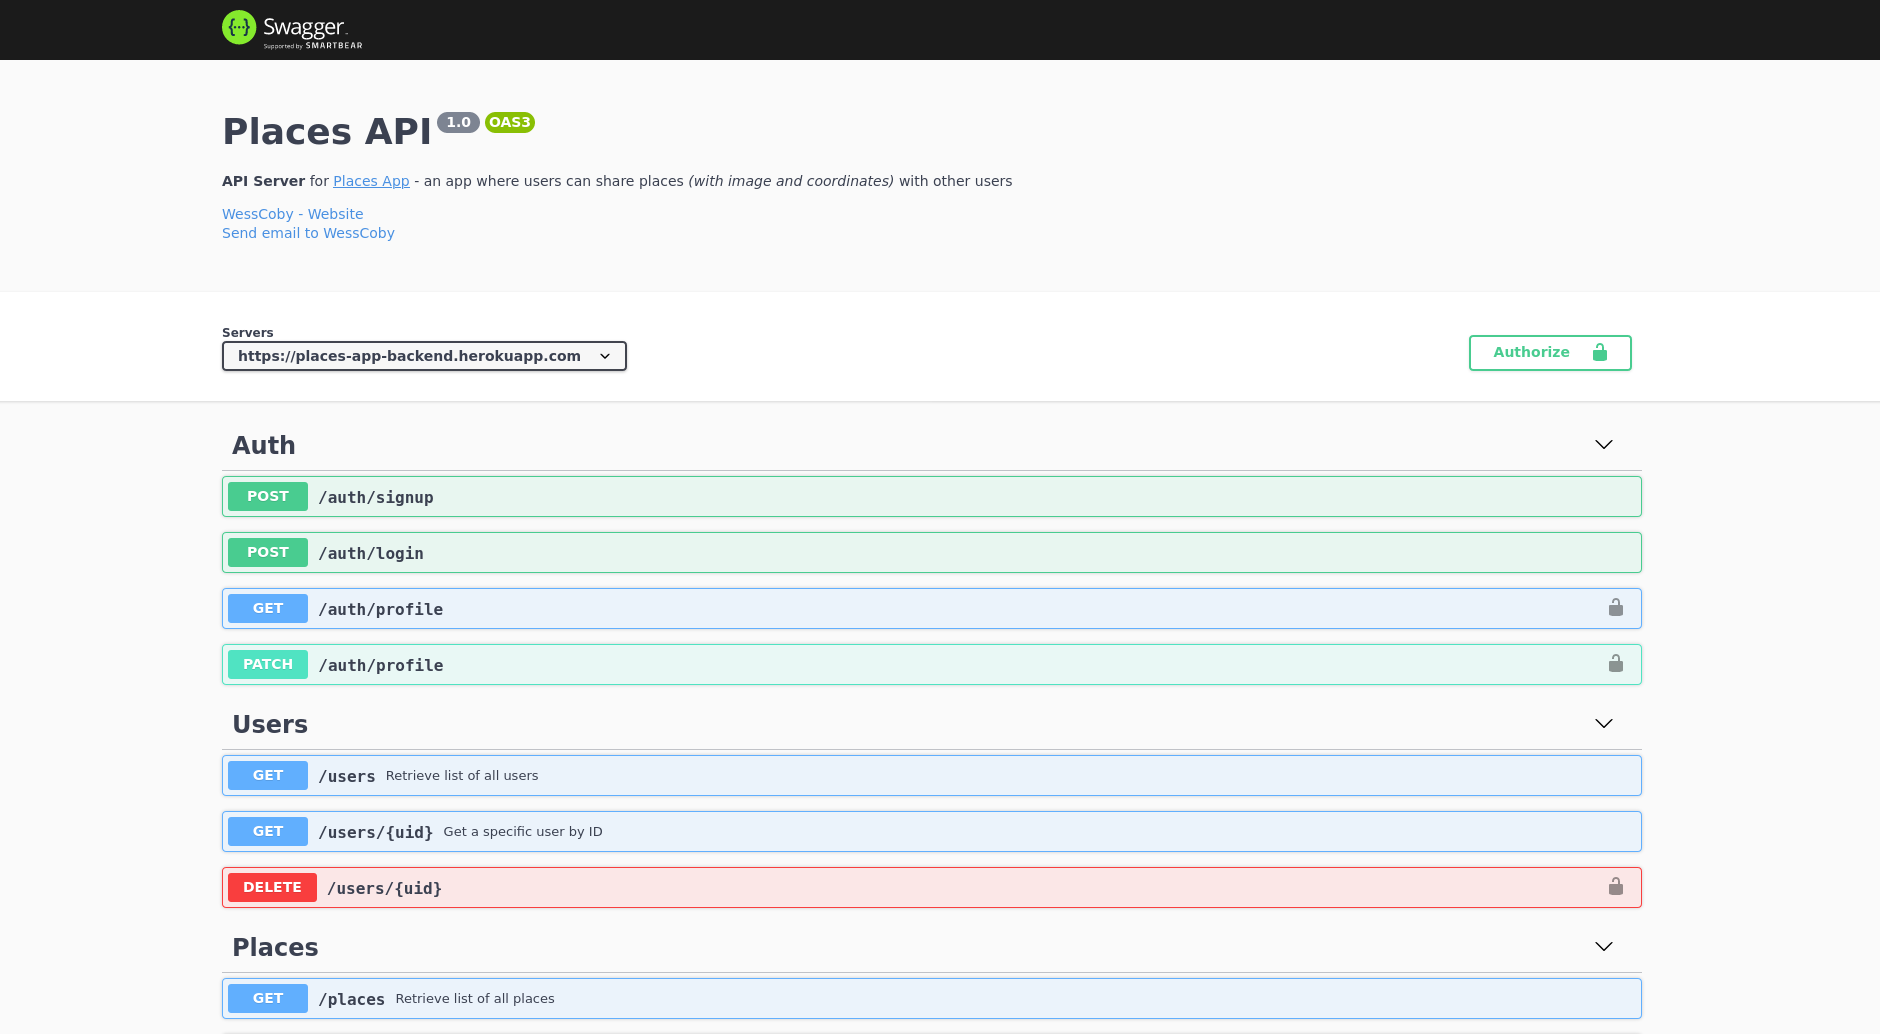 Swagger
Supported by SMARTBEAR
Places API 1.0 OAS3
API Server for Places App - an app where users can share places (with image and coordinates) with other users
WessCoby - Website
Send email to WessCoby
Servers
https://places-app-backend.herokuapp.com
Authorize
Auth
POST /auth/signup
POST /auth/login
GET /auth/profile
PATCH /auth/profile
Users
GET /users Retrieve list of all users
GET /users/{uid} Get a specific user by ID
DELETE /users/{uid}
Places
GET /places Retrieve list of all places